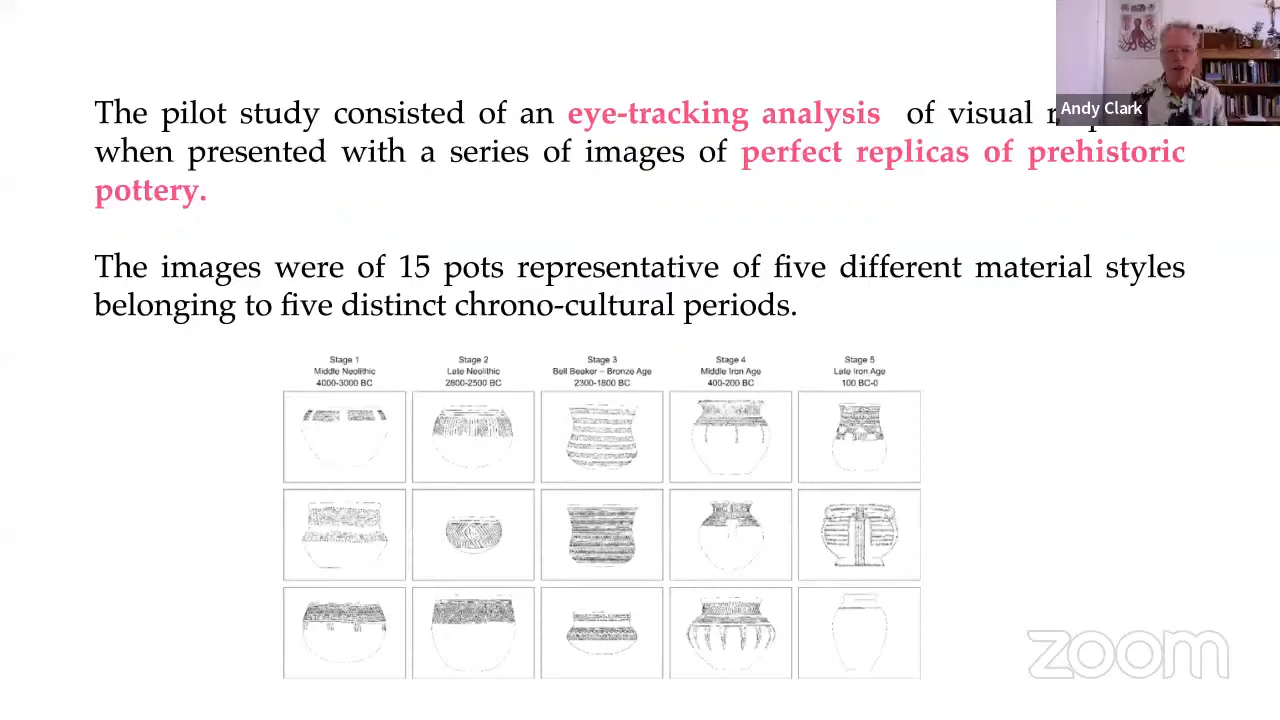 The pilot study consisted of an eye-tracking analysis of visual
Andy Clark
when presented with a series of images of perfect replicas of prehistoric
pottery.
The images were of 15 pots representative of five different material styles
belonging to five distinct chrono-cultural periods.
Stage 1 Stage 2 Stage 3 Stage 4 Stage 5
Middle Neolithic Late Neolithic Bell Beaker – Bronze Age Middle Iron Age Late Iron Age
4000-3000 BC 2800-2500 BC 2300-1800 BC 400-200 BC 100 BC-0
zoom